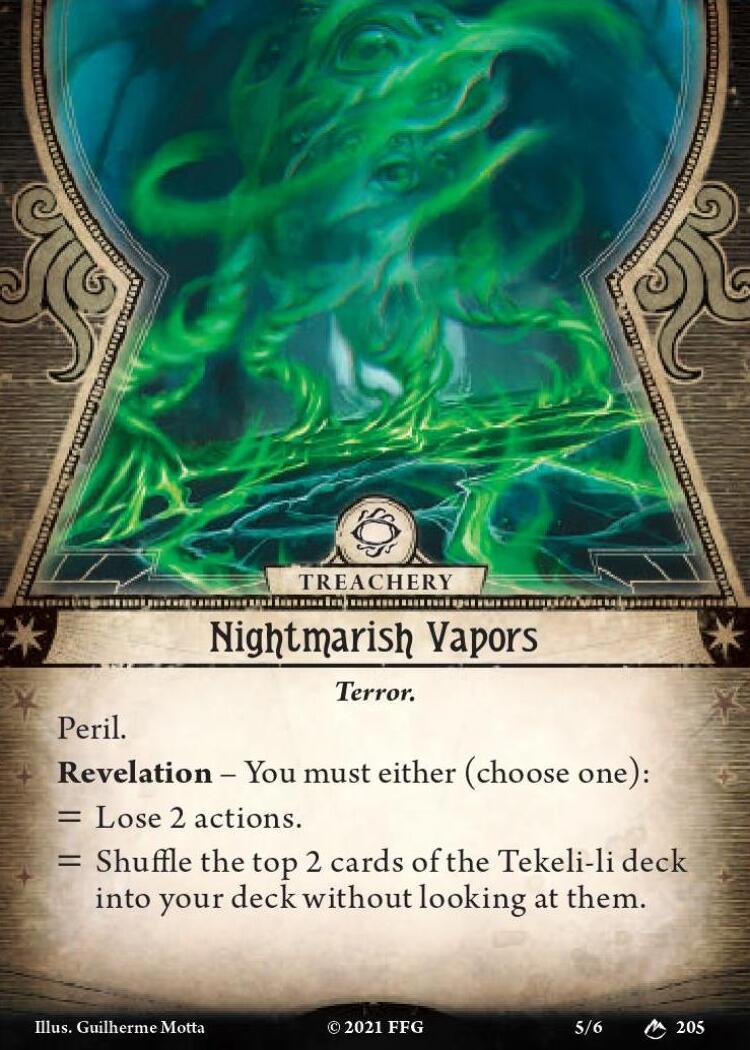 TREACHERY
Nightmarish Vapors
Terror.
Peril.
Revelation – You must either (choose one):
= Lose 2 actions.
= Shuffle the top 2 cards of the Tekeli-li deck
into your deck without looking at them.
Illus. Guilherme Motta © 2021 FFG 5/6 205